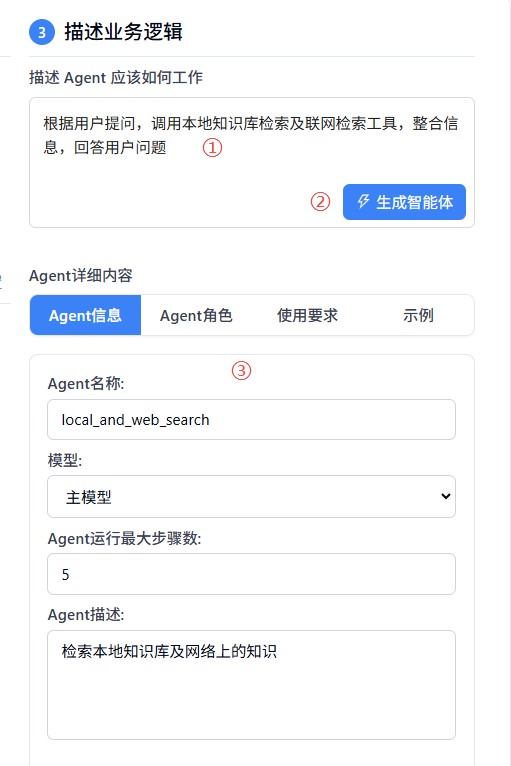 3 描述业务逻辑
描述 Agent 应该如何工作
根据用户提问，调用本地知识库检索及联网检索工具，整合信
息，回答用户问题 ①
② 生成智能体
Agent详细内容
Agent信息 Agent角色 使用要求 示例
③
Agent名称:
local_and_web_search
模型:
主模型
Agent运行最大步骤数:
5
Agent描述:
检索本地知识库及网络上的知识